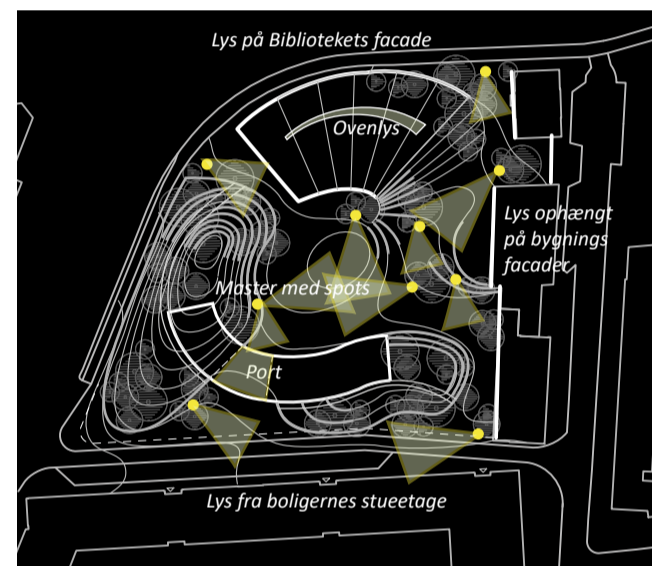 Lys på Bibliotekets facade
Ovenlys
Lys ophængt
på bygnings
facader
Master med spots
Port
Lys fra boligernes stueetage